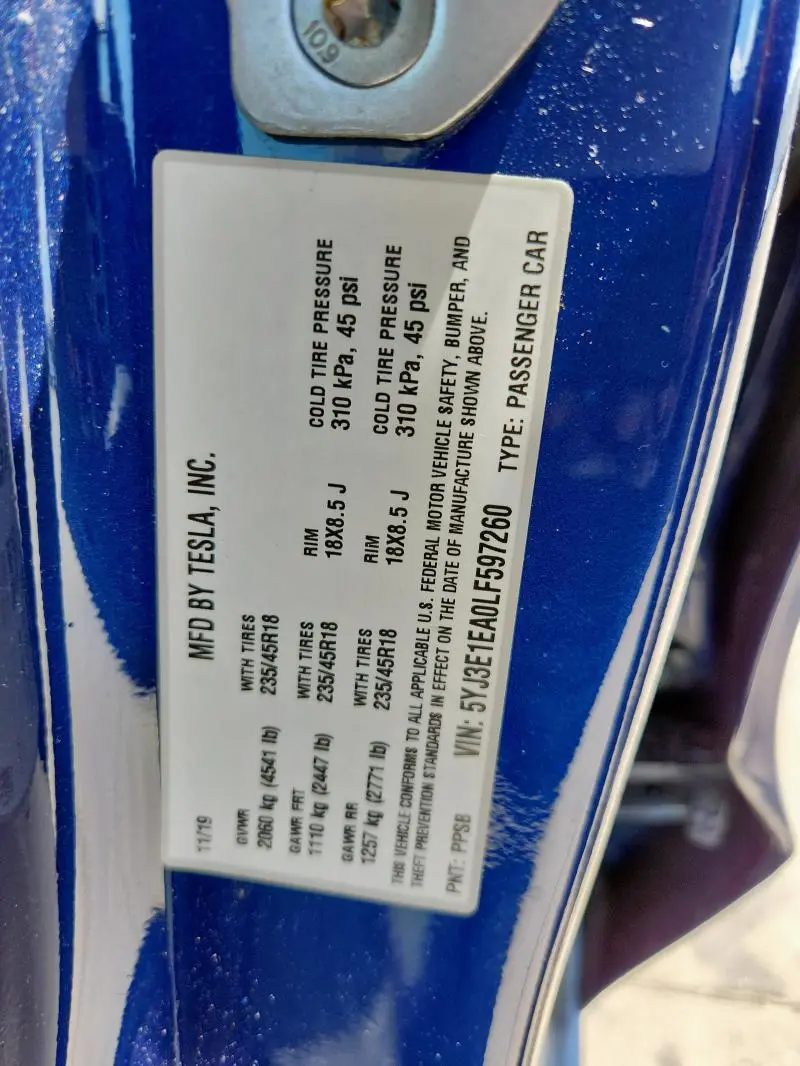 10.9
11/19
MFD BY TESLA, INC.
GVWR WITH TIRES
2060 kg (4541 lb) 235/45R18
GAWR FRT WITH TIRES RIM COLD TIRE PRESSURE
1110 kg (2447 lb) 235/45R18 18X8.5 J 310 kPa, 45 psi
GAWR RR WITH TIRES RIM COLD TIRE PRESSURE
1257 kg (2771 lb) 235/45R18 18X8.5 J 310 kPa, 45 psi
THIS VEHICLE CONFORMS TO ALL APPLICABLE U.S. FEDERAL MOTOR VEHICLE SAFETY, BUMPER, AND
THEFT PREVENTION STANDARDS IN EFFECT ON THE DATE OF MANUFACTURE SHOWN ABOVE.
PNT: PPSB VIN: 5YJ3E1EA0LF597260 TYPE: PASSENGER CAR